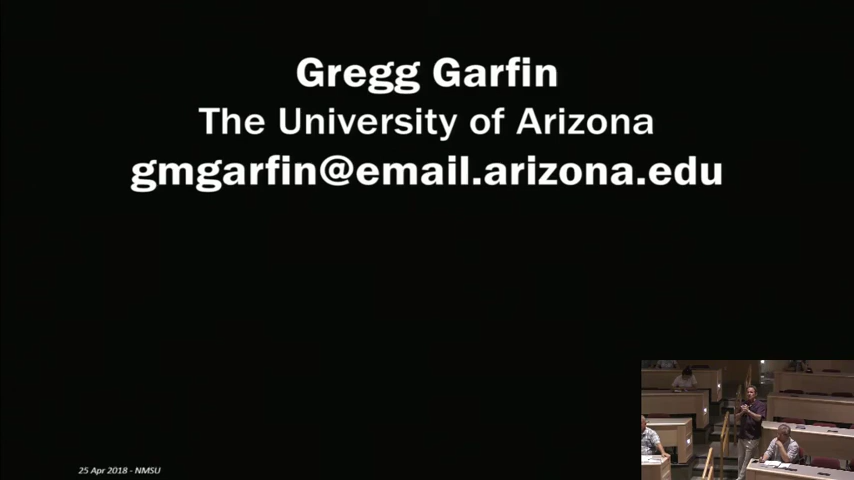 Gregg Garfin
The University of Arizona
gmgarfin@email.arizona.edu
25 Apr 2018 - NMSU